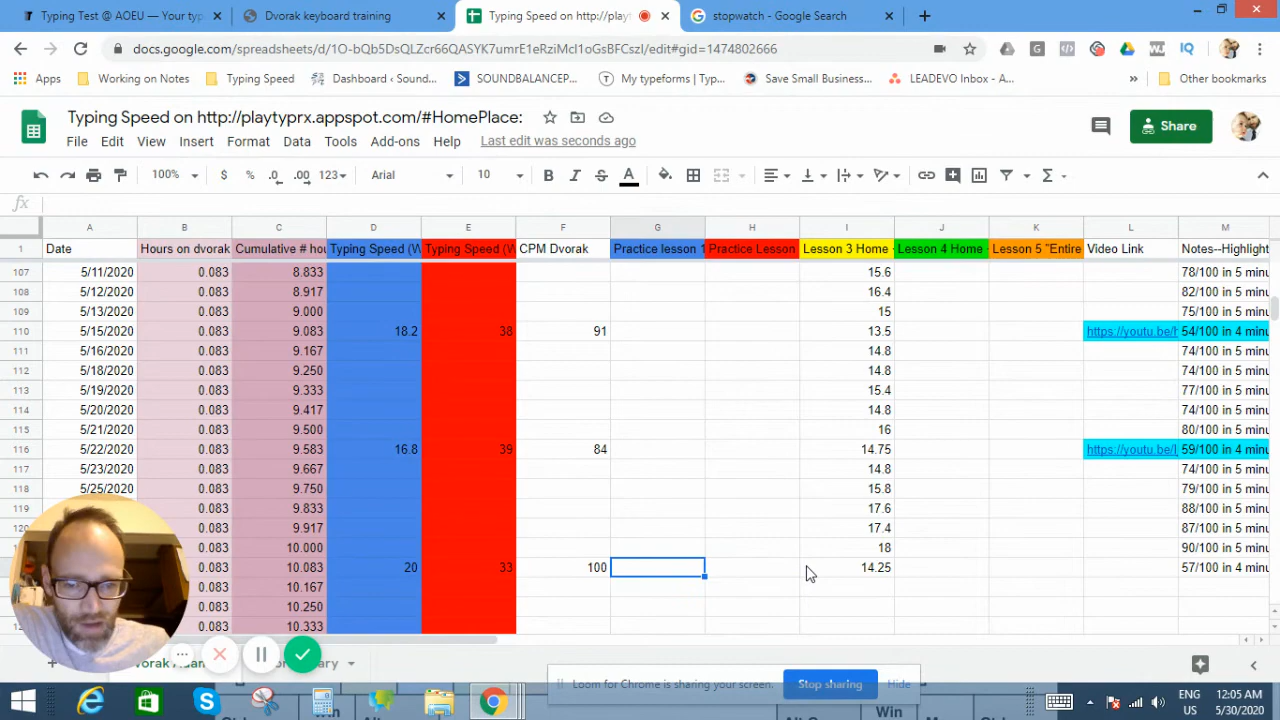 Typing Test @ AOEU — Your typi
Dvorak keyboard training
Typing Speed on http://playty
stopwatch - Google Search
docs.google.com/spreadsheets/d/1O-bQb5DsQLZcr66QASYK7umrE1eRziMcI1oGsBFCszI/edit#gid=1474802666
Apps
Working on Notes
Typing Speed
Dashboard / Sound...
SOUNDBALANCEP...
My typeforms | Typ...
Save Small Business...
LEADEVO Inbox - A...
Other bookmarks
Typing Speed on http://playtyprx.appspot.com/#HomePlace:
Share
File Edit View Insert Format Data Tools Add-ons Help Last edit was seconds ago
100% $ % .0 .00 123 Arial 10 B I S A
fx
A B C D E F G H I J K L M
1 Date Hours on dvorak Cumulative # hou Typing Speed (W Typing Speed (W CPM Dvorak Practice lesson 1 Practice Lesson Lesson 3 Home Lesson 4 Home Lesson 5 "Entire Video Link Notes--Highlight
107 5/11/2020 0.083 8.833 15.6 78/100 in 5 minu
108 5/12/2020 0.083 8.917 16.4 82/100 in 5 minu
109 5/13/2020 0.083 9.000 15 75/100 in 5 minu
110 5/15/2020 0.083 9.083 18.2 38 91 13.5 https://youtu.be/ 54/100 in 4 minu
111 5/16/2020 0.083 9.167 14.8 74/100 in 5 minu
112 5/18/2020 0.083 9.250 14.8 74/100 in 5 minu
113 5/19/2020 0.083 9.333 15.4 77/100 in 5 minu
114 5/20/2020 0.083 9.417 14.8 74/100 in 5 minu
115 5/21/2020 0.083 9.500 16 80/100 in 5 minu
116 5/22/2020 0.083 9.583 16.8 39 84 14.75 https://youtu.be/ 59/100 in 4 minu
117 5/23/2020 0.083 9.667 14.8 74/100 in 5 minu
118 5/25/2020 0.083 9.750 15.8 79/100 in 5 minu
119 0.083 9.833 17.6 88/100 in 5 minu
120 0.083 9.917 17.4 87/100 in 5 minu
0.083 10.000 18 90/100 in 5 minu
0.083 10.083 20 33 100 14.25 57/100 in 4 minu
0.083 10.167
0.083 10.250
0.083 10.333
Loom for Chrome is sharing your screen.
Stop sharing
Hide
ENG
US
12:05 AM
5/30/2020
Win
Win